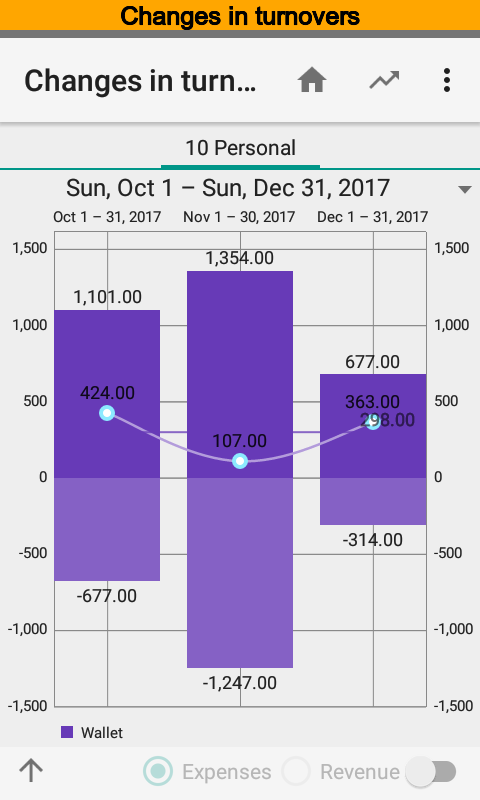 Changes in turnovers
Changes in turn...
10 Personal
Sun, Oct 1 – Sun, Dec 31, 2017
Oct 1 – 31, 2017 Nov 1 – 30, 2017 Dec 1 – 31, 2017
1,500 1,354.00 1,500
1,101.00
1,000 1,000
677.00
500 424.00 363.00 500
298.00
107.00
0 0
-500 -314.00 -500
-677.00
-1,000 -1,000
-1,247.00
-1,500 -1,500
Wallet
Expenses Revenue